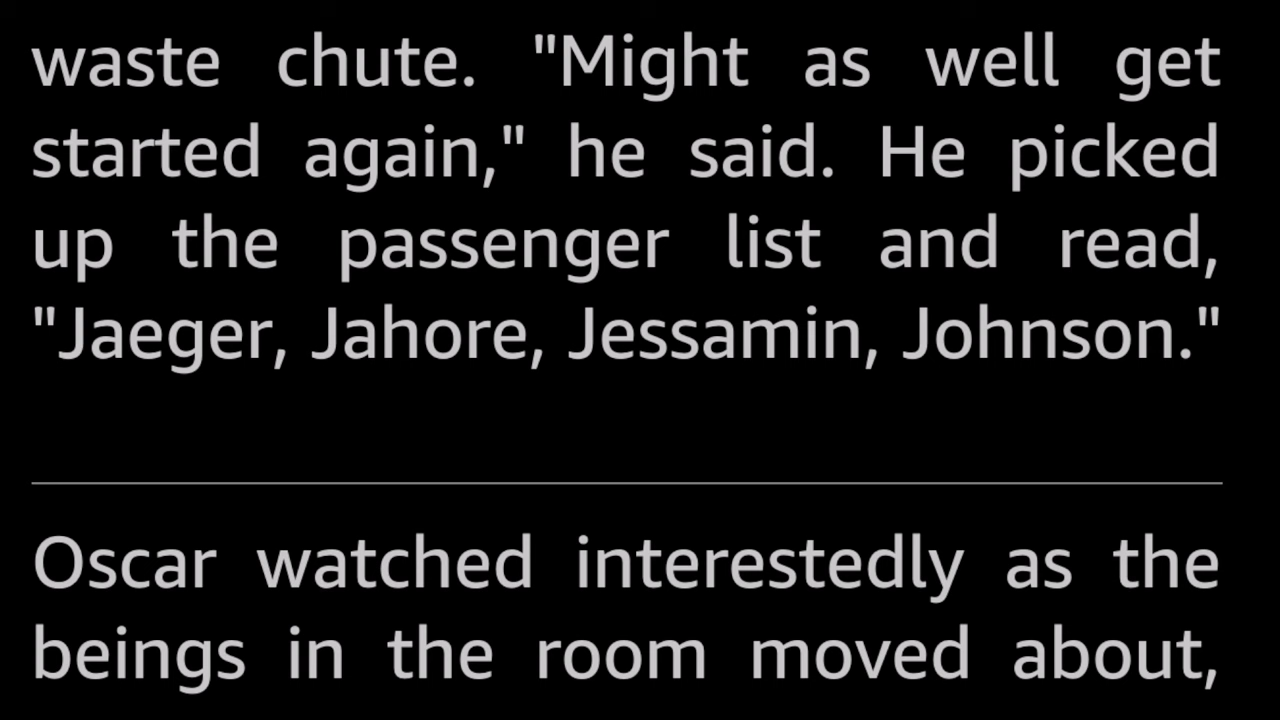 waste chute. "Might as well get
started again," he said. He picked
up the passenger list and read,
"Jaeger, Jahore, Jessamin, Johnson."
Oscar watched interestedly as the
beings in the room moved about,